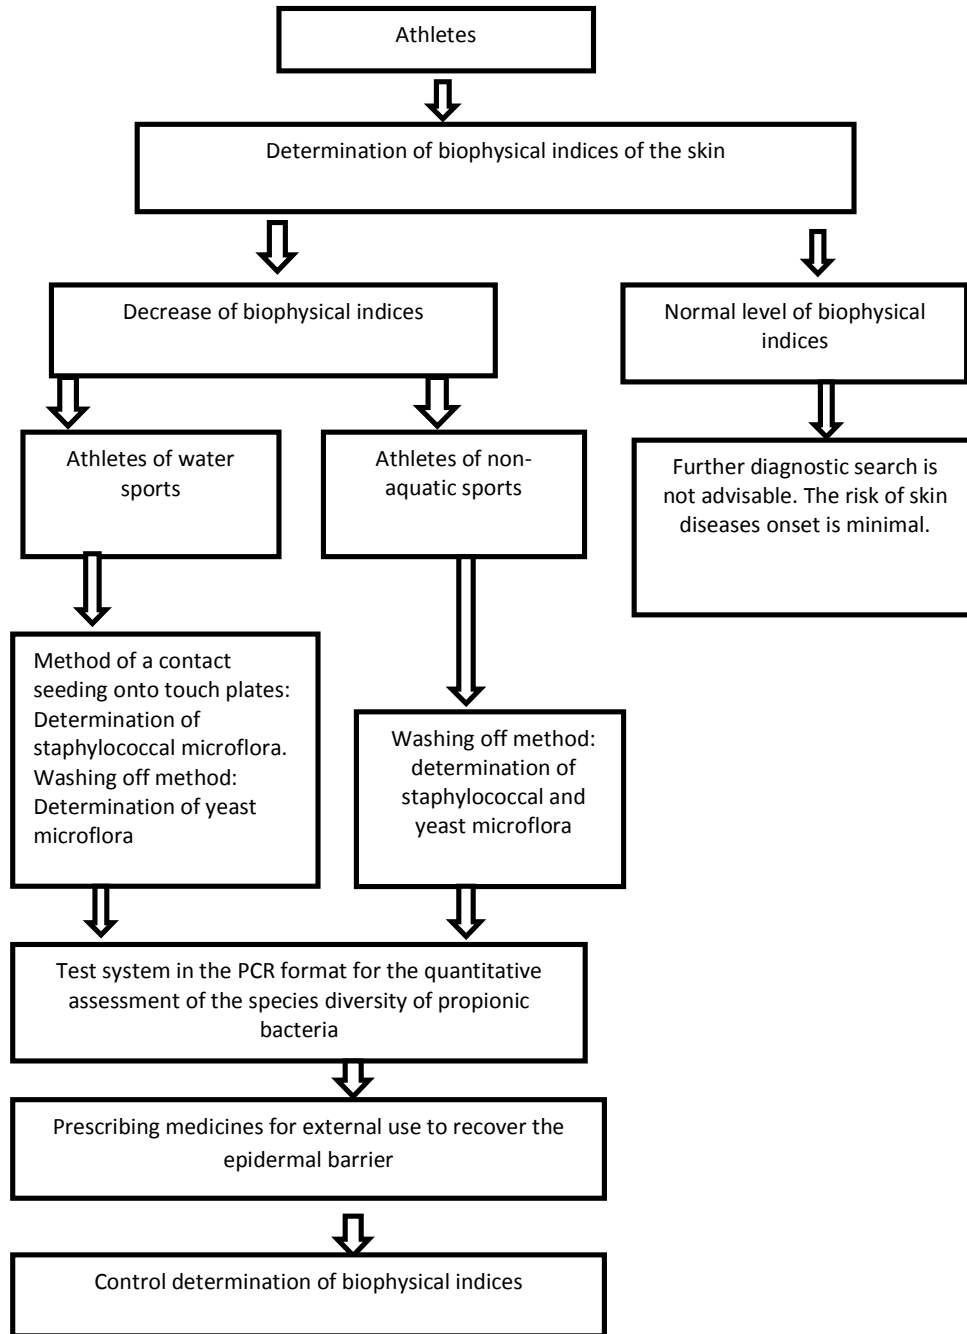 Athletes
Determination of biophysical indices of the skin
Decrease of biophysical indices
Normal level of biophysical
indices
Athletes of water
sports
Athletes of non-
aquatic sports
Further diagnostic search is
not advisable. The risk of skin
diseases onset is minimal.
Method of a contact
seeding onto touch plates:
Determination of
staphylococcal microflora.
Washing off method:
Determination of yeast
microflora
Washing off method:
determination of
staphylococcal and
yeast microflora
Test system in the PCR format for the quantitative
assessment of the species diversity of propionic
bacteria
Prescribing medicines for external use to recover the
epidermal barrier
Control determination of biophysical indices